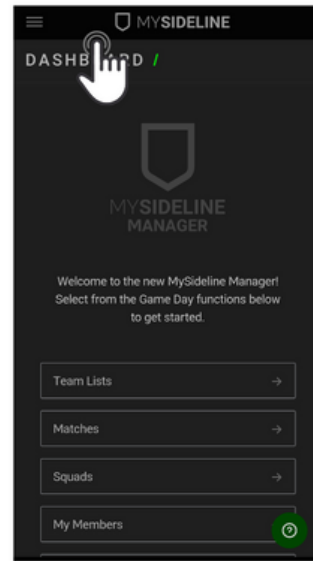 MYSIDELINE
DASHBOARD /
MYSIDELINE
MANAGER
Welcome to the new MySideline Manager!
Select from the Game Day functions below
to get started.
Team Lists
Matches
Squads
My Members
?